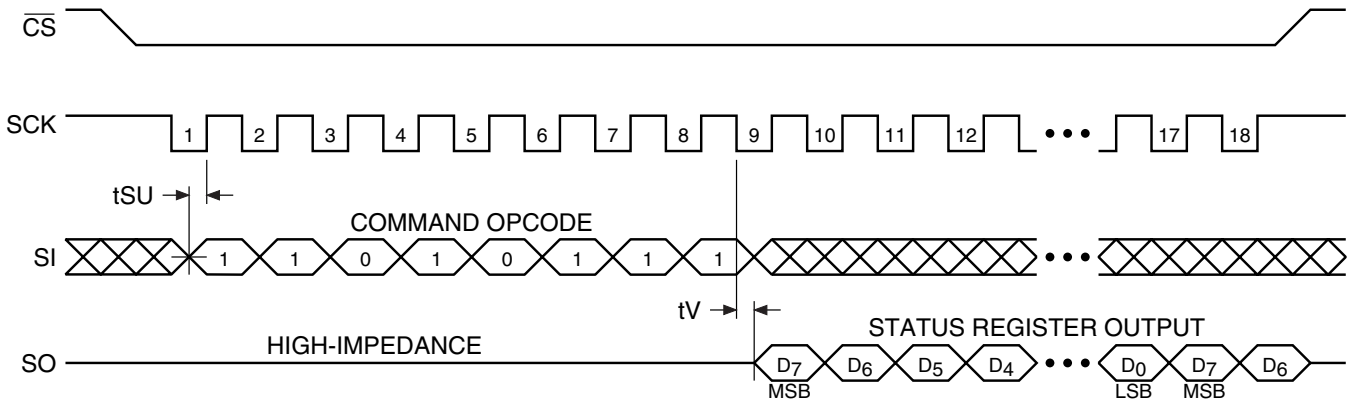 CS
SCK 1 2 3 4 5 6 7 8 9 10 11 12 ••• 17 18
tSU
COMMAND OPCODE
SI 1 1 0 1 0 1 1 1 •••
tV
HIGH-IMPEDANCE
STATUS REGISTER OUTPUT
SO D7 D6 D5 D4 ••• D0 D7 D6
MSB LSB MSB